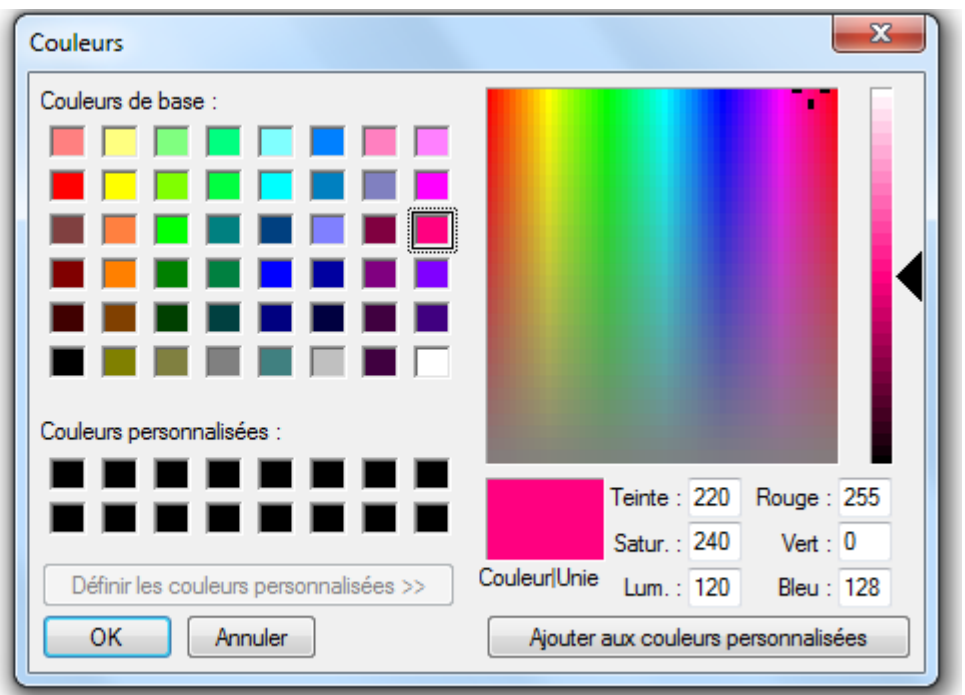 Couleurs
Couleurs de base :
Couleurs personnalisées :
Définir les couleurs personnalisées >>
OK
Annuler
Teinte : 220
Rouge : 255
Satur. : 240
Vert : 0
Couleur|Unie
Lum. : 120
Bleu : 128
Ajouter aux couleurs personnalisées